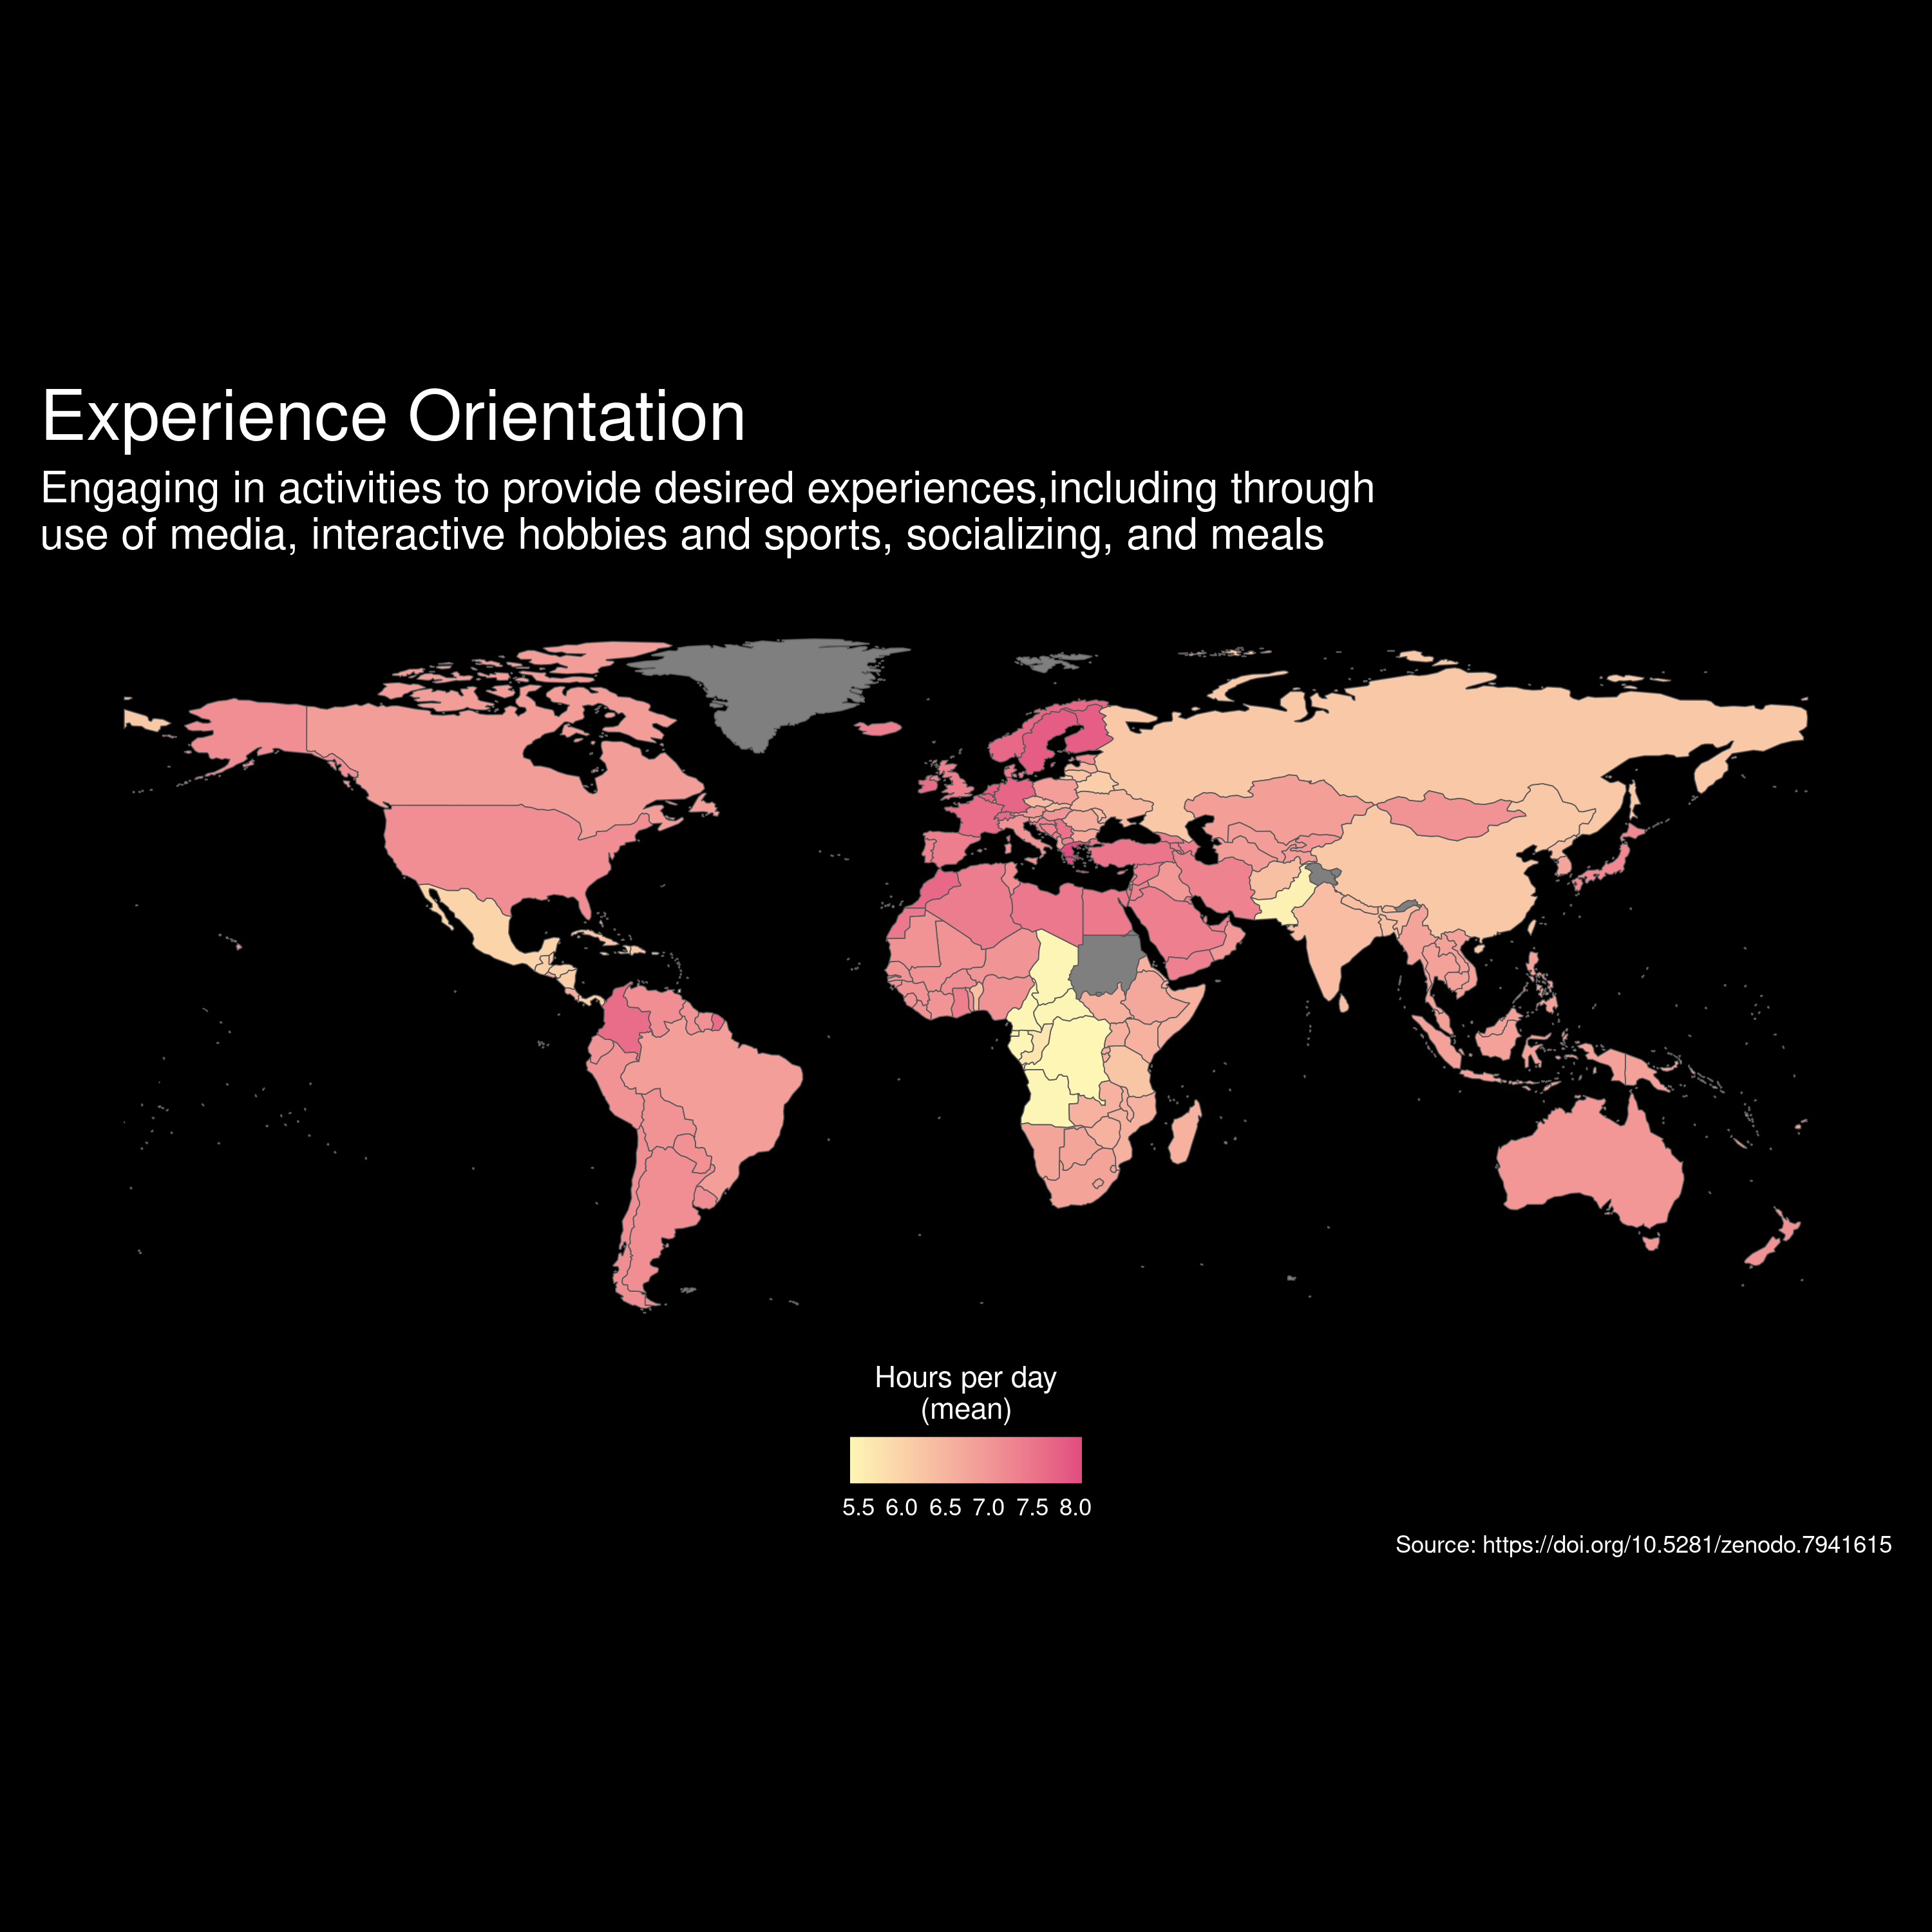 Experience Orientation
Engaging in activities to provide desired experiences,including through
use of media, interactive hobbies and sports, socializing, and meals
Hours per day
(mean)
5.5 6.0 6.5 7.0 7.5 8.0
Source: https://doi.org/10.5281/zenodo.7941615